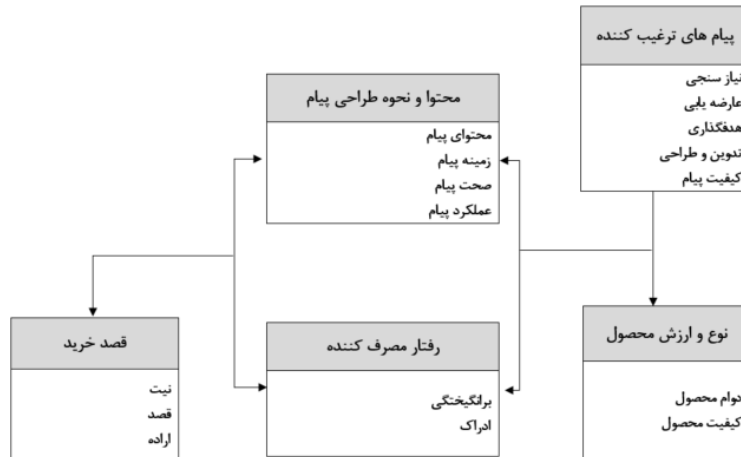 پیام های ترغیب کننده
نیاز سنجی
عارضه یابی
هدفگذاری
تدوین و طراحی
کیفیت پیام
محتوا و نحوه طراحی پیام
محتوای پیام
زمینه پیام
صحت پیام
عملکرد پیام
نوع و ارزش محصول
دوام محصول
کیفیت محصول
رفتار مصرف کننده
برانگیختگی
ادراک
قصد خرید
نیت
قصد
اراده